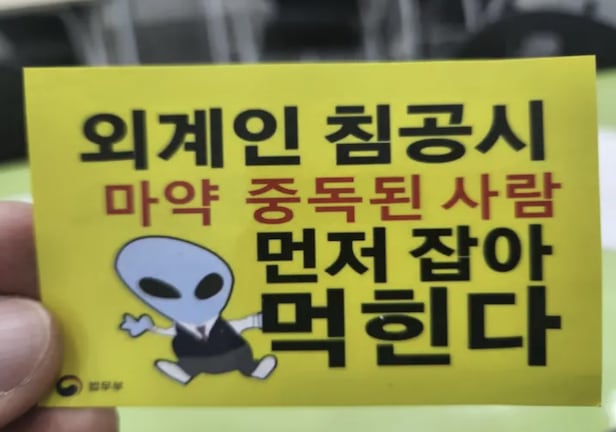 외계인 침공시
마약 중독된 사람
먼저 잡아
먹힌다
법무부